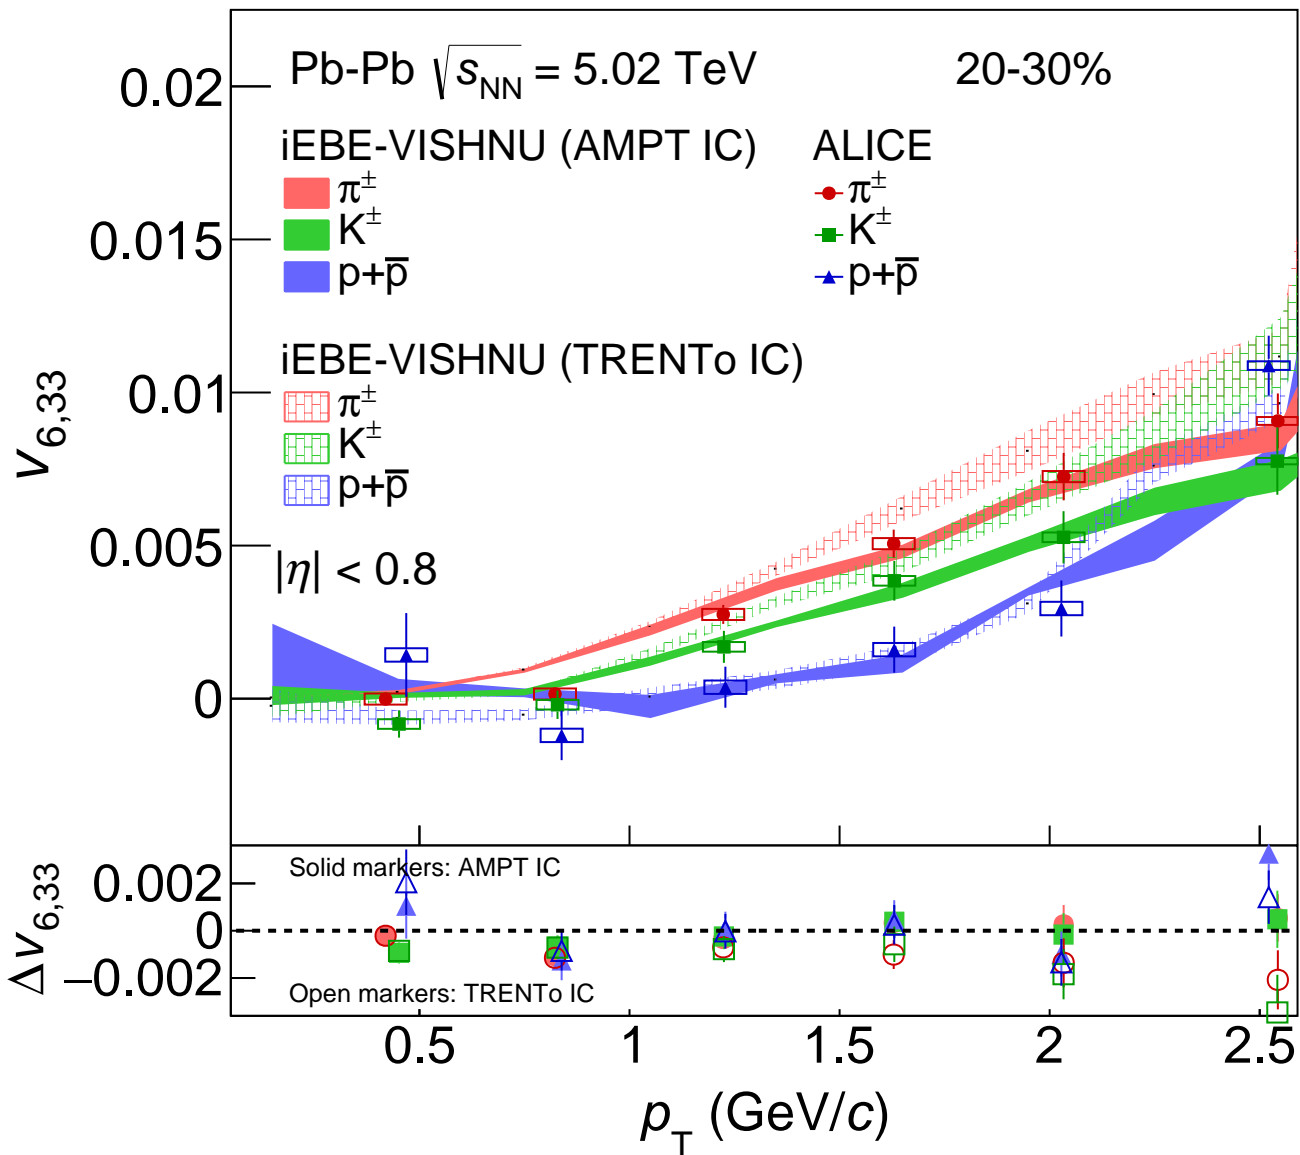 Pb-Pb √s_NN = 5.02 TeV 20-30%
iEBE-VISHNU (AMPT IC) ALICE
π± π±
K± K±
p+p̅ p+p̅
iEBE-VISHNU (TRENTo IC)
π±
K±
p+p̅
|η| < 0.8
v6,33
0.02
0.015
0.01
0.005
0
Solid markers: AMPT IC
Open markers: TRENTo IC
Δv6,33
0.002
0
−0.002
0.5 1 1.5 2 2.5
pT (GeV/c)